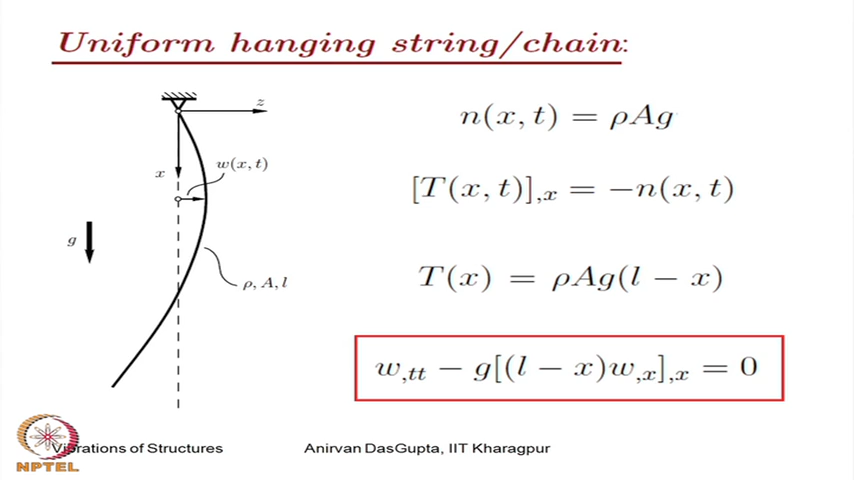 Uniform hanging string/chain:
z
n(x, t) = ρAg
w(x, t)
x
[T(x, t)],x = −n(x, t)
g
ρ, A, l
T(x) = ρAg(l − x)
w,tt − g[(l − x)w,x],x = 0
Vibrations of Structures
Anirvan DasGupta, IIT Kharagpur
NPTEL